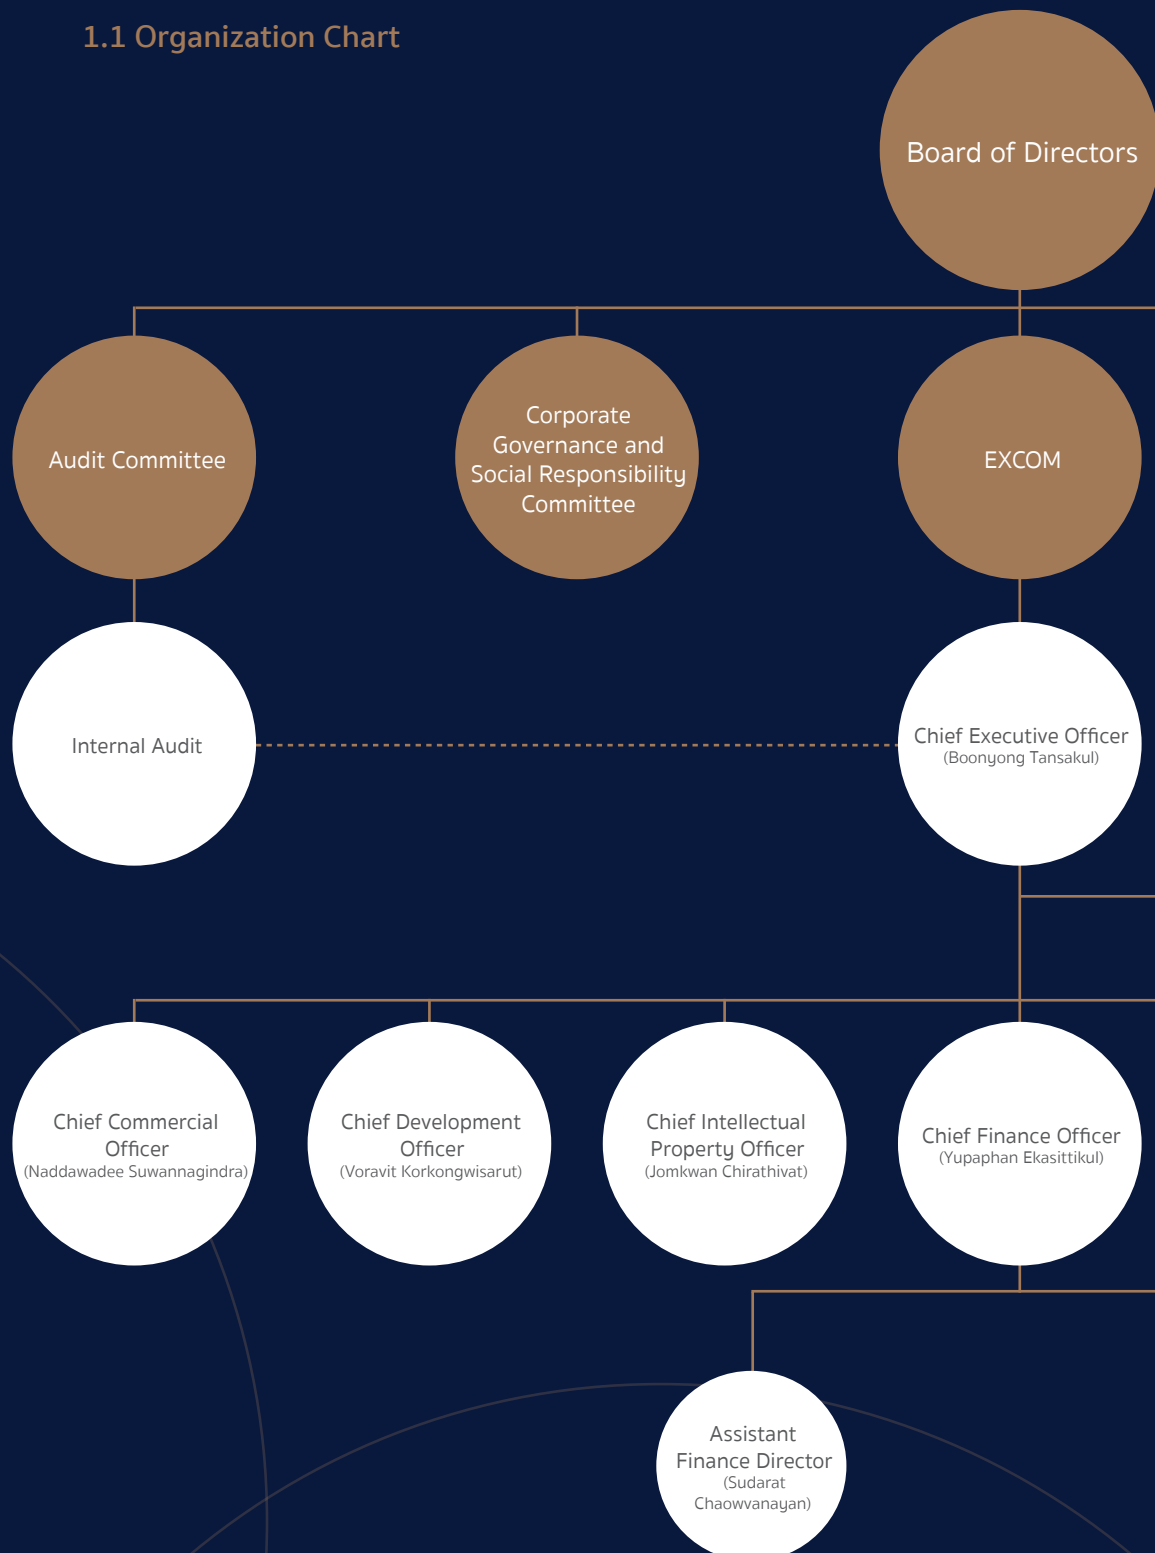 1.1 Organization Chart
Board of Directors
Audit Committee
Corporate
Governance and
Social Responsibility
Committee
EXCOM
Internal Audit
Chief Executive Officer
(Boonyong Tansakul)
Chief Commercial
Officer
(Naddawadee Suwannagindra)
Chief Development
Officer
(Voravit Korkongwisarut)
Chief Intellectual
Property Officer
(Jomkwan Chirathivat)
Chief Finance Officer
(Yupaphan Ekasittikul)
Assistant
Finance Director
(Sudarat
Chaowvanayan)